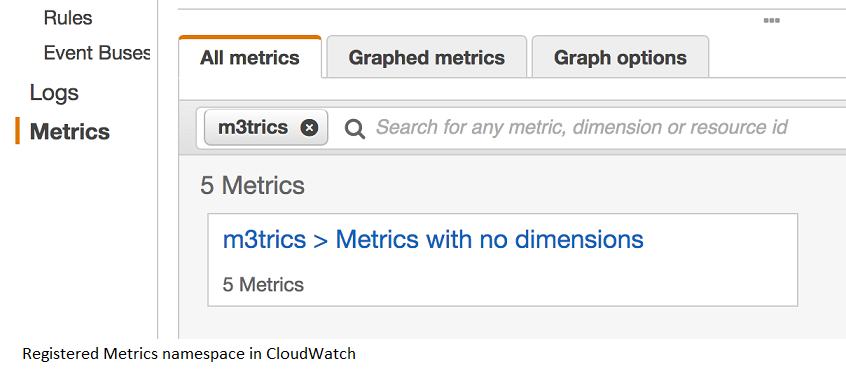 Rules
Event Buses
Logs
Metrics
All metrics
Graphed metrics
Graph options
m3trics
Search for any metric, dimension or resource id
5 Metrics
m3trics > Metrics with no dimensions
5 Metrics
Registered Metrics namespace in CloudWatch